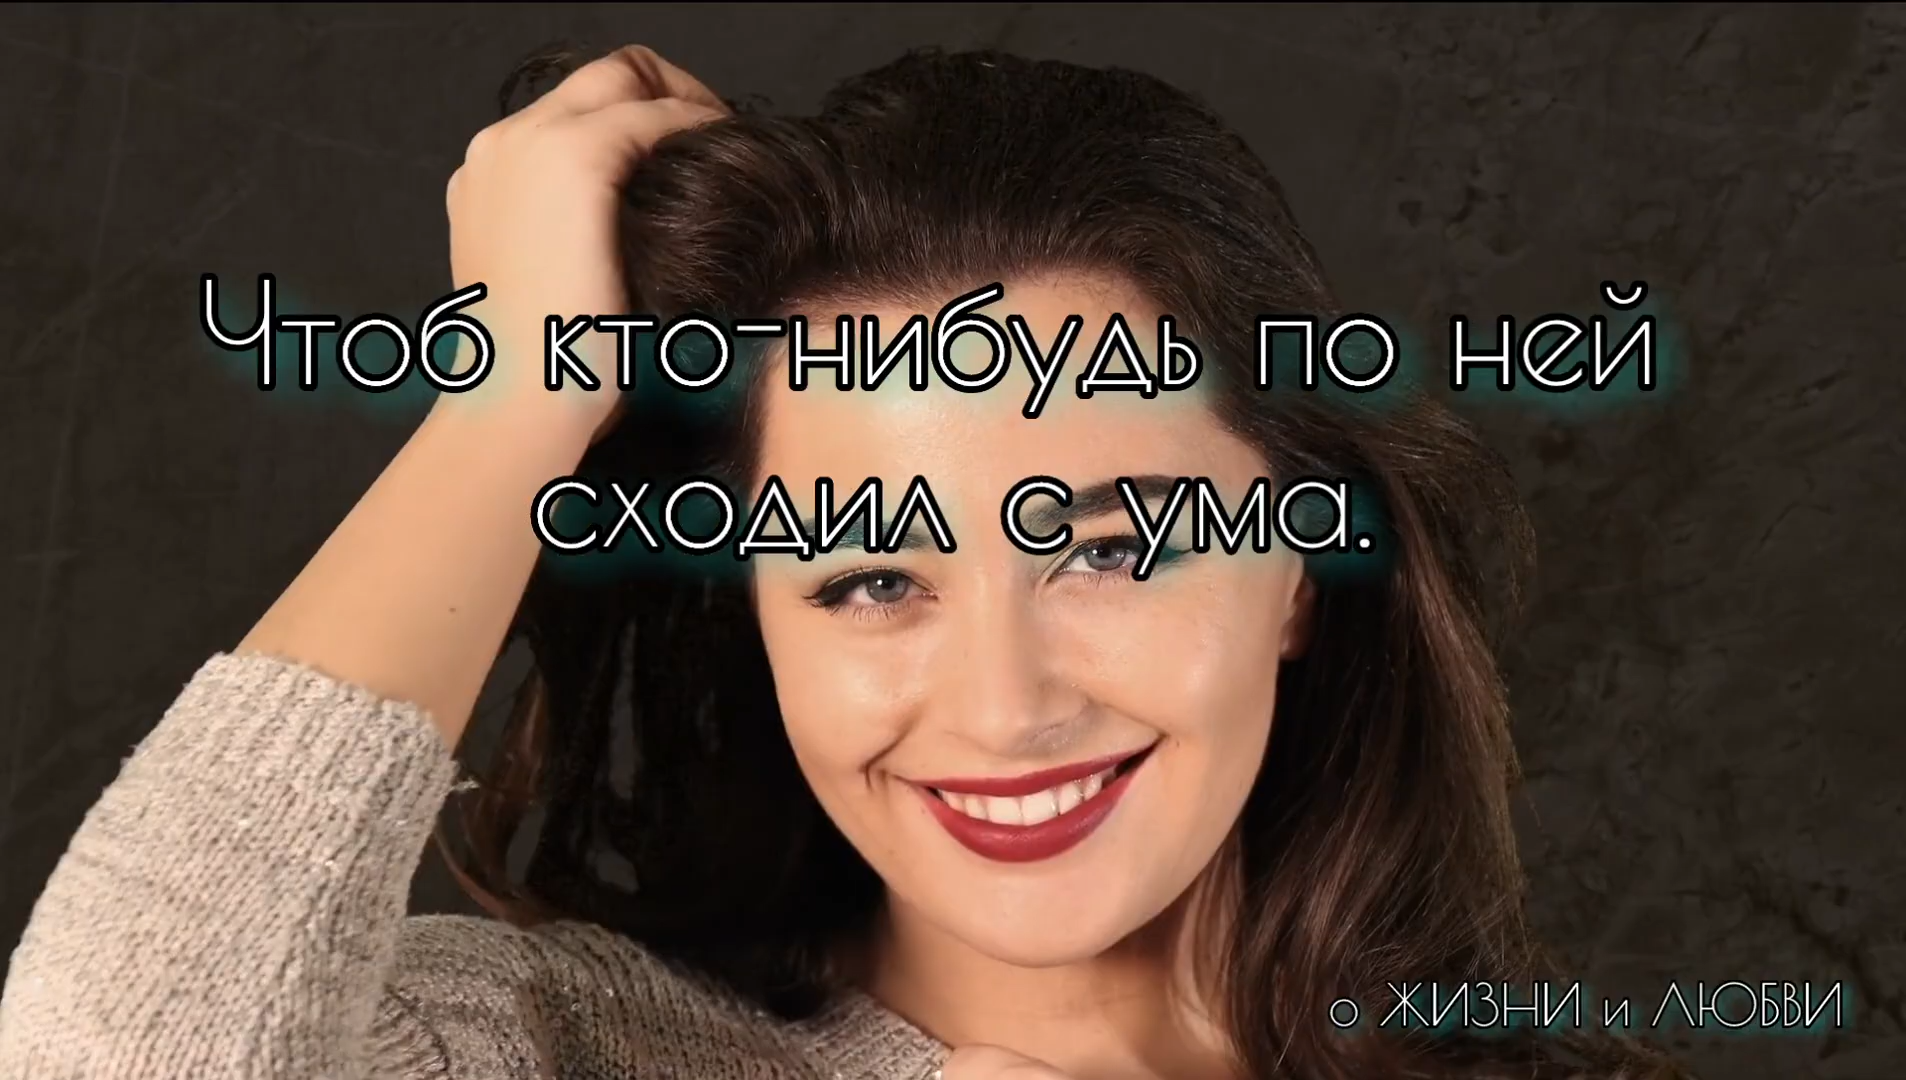 Чтоб кто-нибудь по ней
сходил с ума.
о ЖИЗНИ и ЛЮБВИ